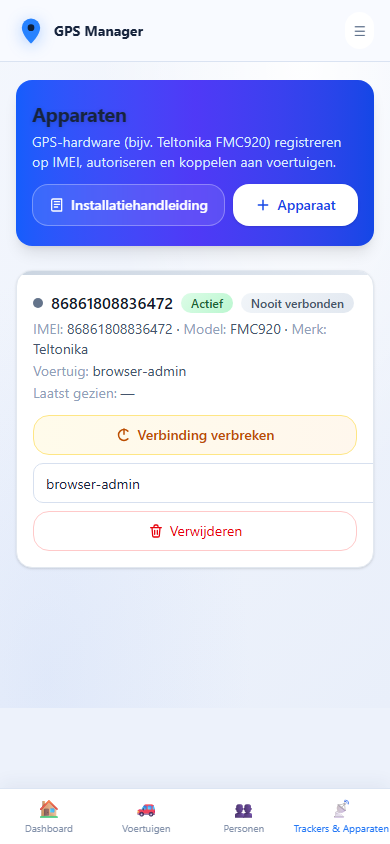 GPS Manager
Apparaten
GPS-hardware (bijv. Teltonika FMC920) registreren
op IMEI, autoriseren en koppelen aan voertuigen.
Installatiehandleiding
Apparaat
86861808836472 Actief Nooit verbonden
IMEI: 86861808836472 · Model: FMC920 · Merk:
Teltonika
Voertuig: browser-admin
Laatst gezien: —
Verbinding verbreken
browser-admin
Verwijderen
Dashboard
Voertuigen
Personen
Trackers & Apparaten